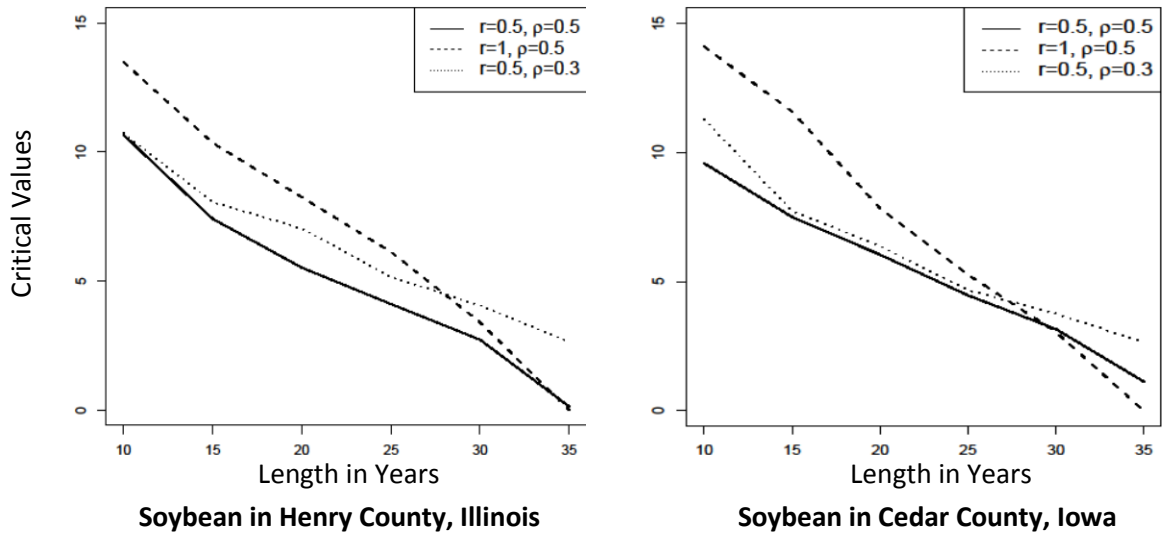 Critical Values
15
10
5
0
r=0.5, ρ=0.5
r=1, ρ=0.5
r=0.5, ρ=0.3
10 15 20 25 30 35
Length in Years
Soybean in Henry County, Illinois
15
10
5
0
r=0.5, ρ=0.5
r=1, ρ=0.5
r=0.5, ρ=0.3
10 15 20 25 30 35
Length in Years
Soybean in Cedar County, Iowa